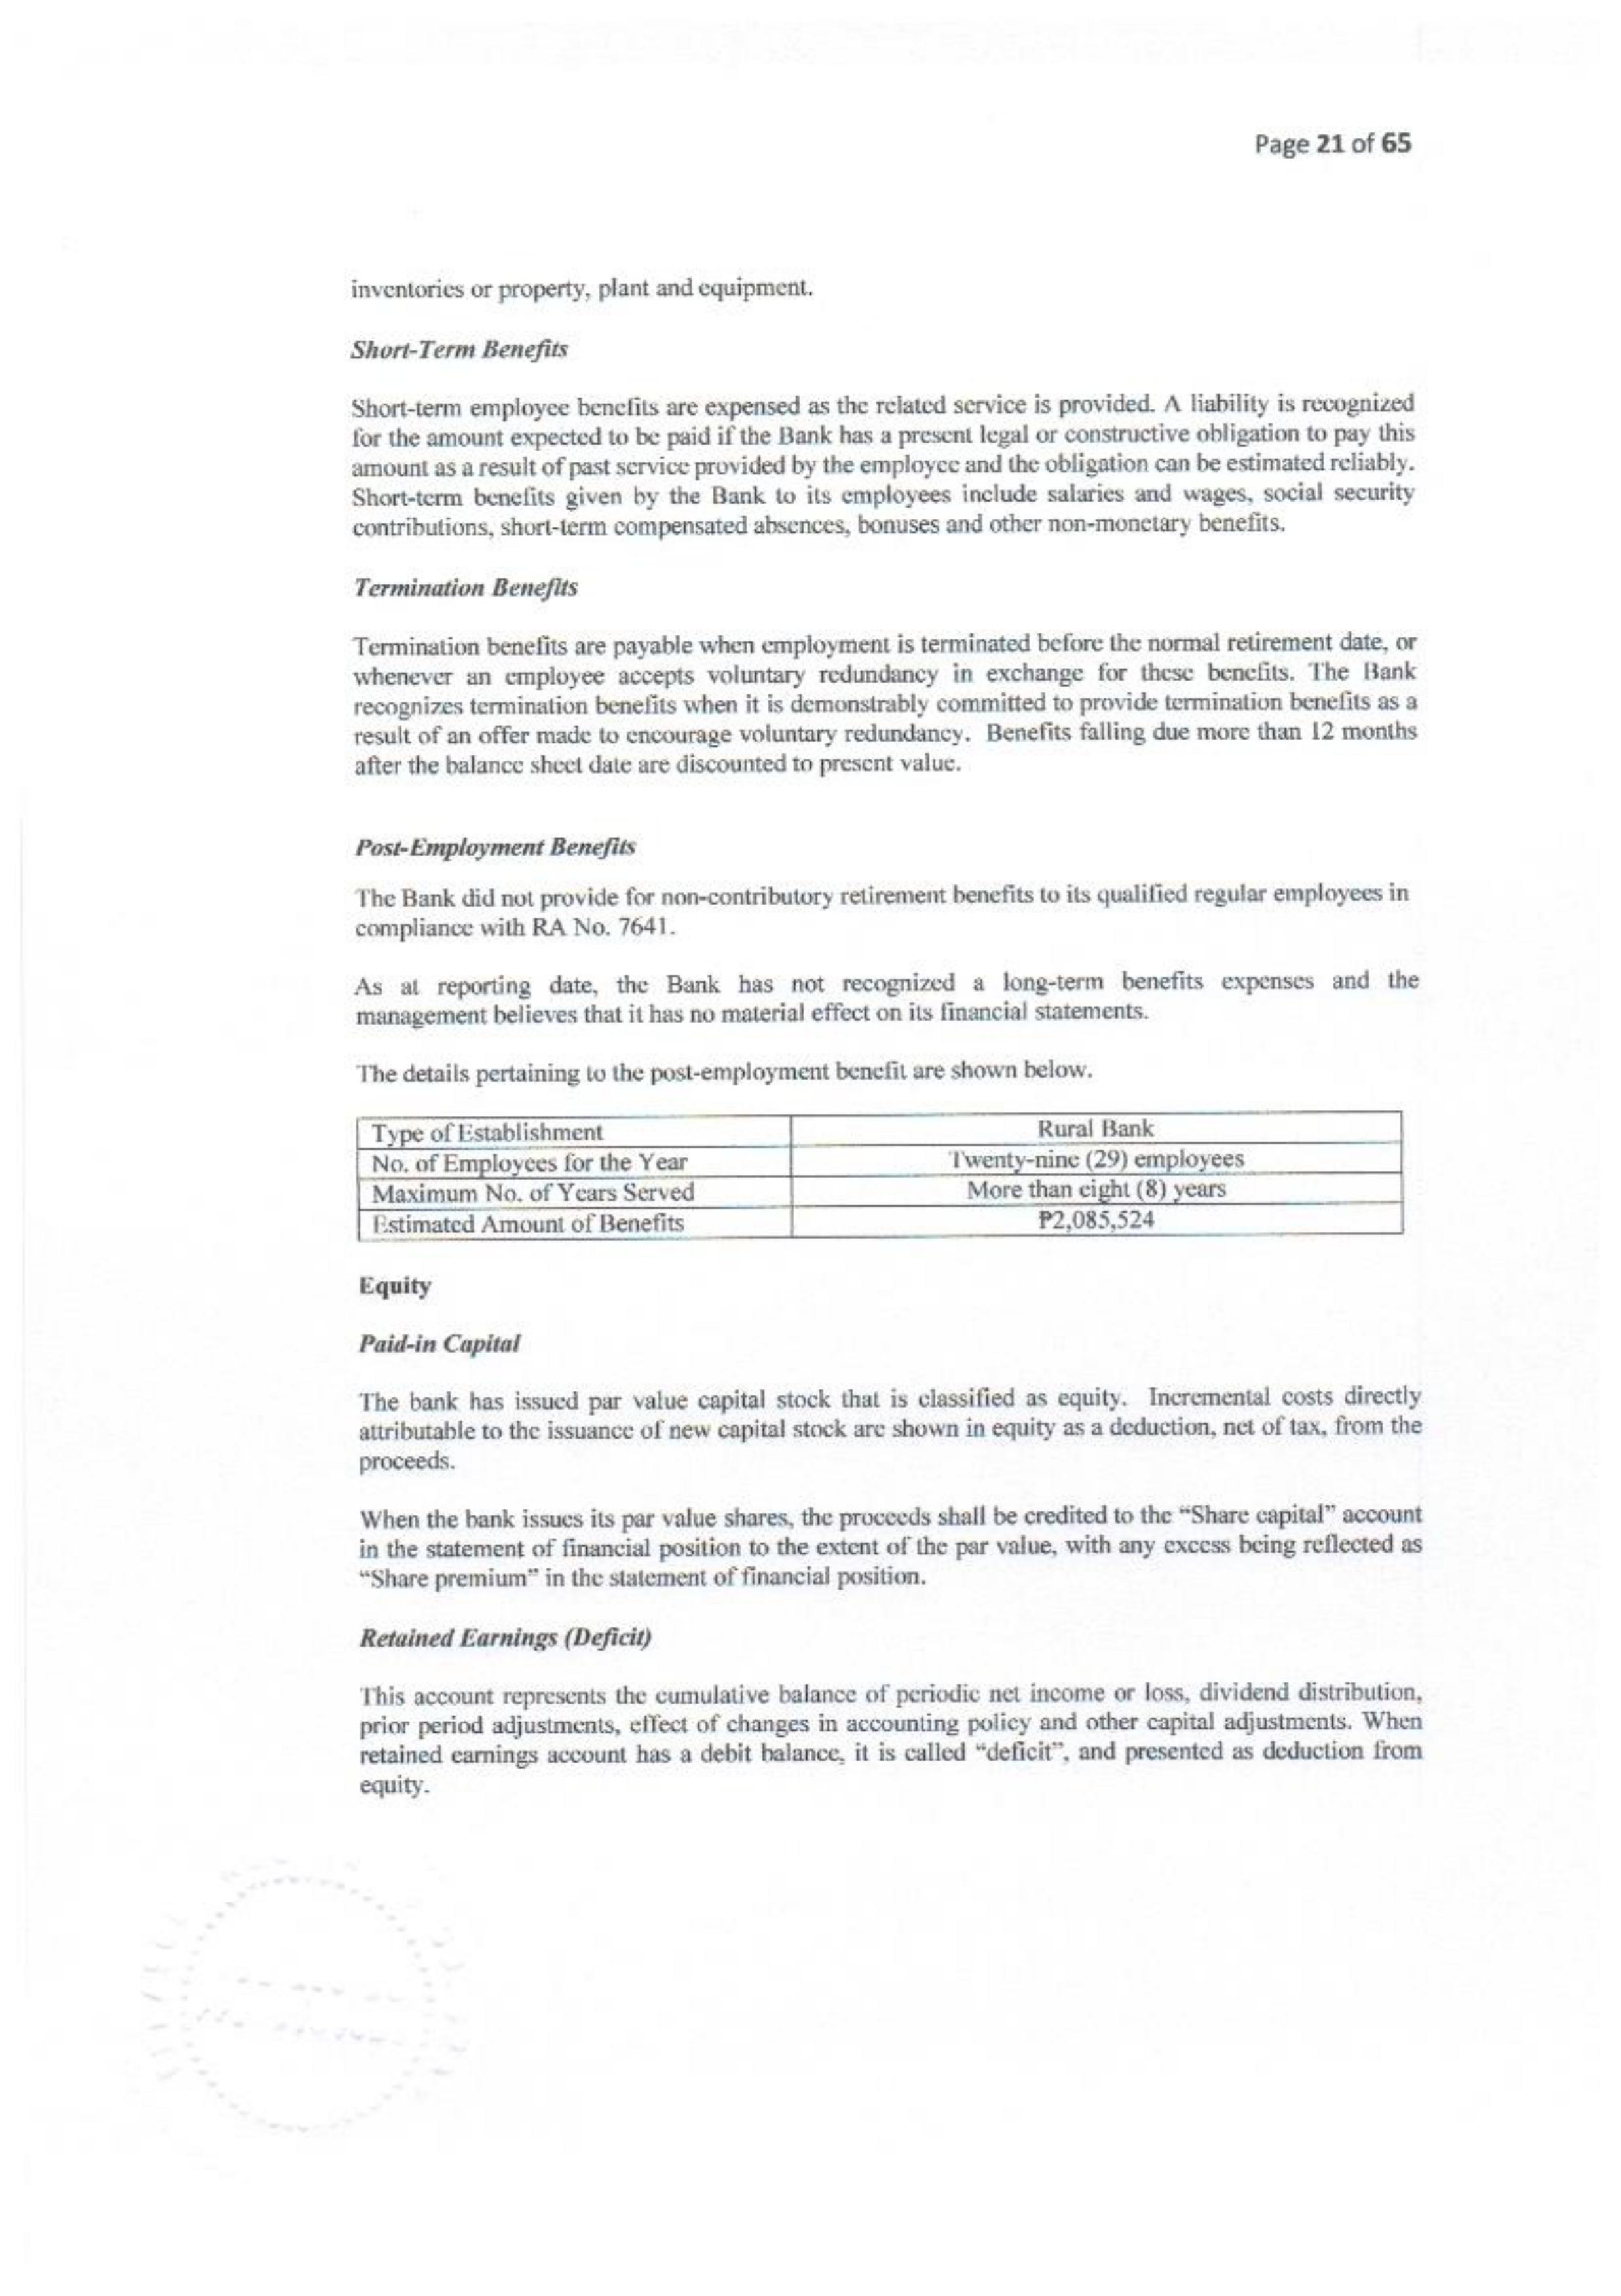 Page 21 of 65
inventories or property, plant and equipment.
Short-Term Benefits
Short-term employee benefits are expensed as the related service is provided. A liability is recognized
for the amount expected to be paid if the Bank has a present legal or constructive obligation to pay this
amount as a result of past service provided by the employee and the obligation can be estimated reliably.
Short-term benefits given by the Bank to its employees include salaries and wages, social security
contributions, short-term compensated absences, bonuses and other non-monetary benefits.
Termination Benefits
Termination benefits are payable when employment is terminated before the normal retirement date, or
whenever an employee accepts voluntary redundancy in exchange for these benefits. The Bank
recognizes termination benefits when it is demonstrably committed to provide termination benefits as a
result of an offer made to encourage voluntary redundancy. Benefits falling due more than 12 months
after the balance sheet date are discounted to present value.
Post-Employment Benefits
The Bank did not provide for non-contributory retirement benefits to its qualified regular employees in
compliance with RA No. 7641.
As at reporting date, the Bank has not recognized a long-term benefits expenses and the
management believes that it has no material effect on its financial statements.
The details pertaining to the post-employment benefit are shown below.
Type of Establishment Rural Bank
No. of Employees for the Year Twenty-nine (29) employees
Maximum No. of Years Served More than eight (8) years
Estimated Amount of Benefits ₱2,085,524
Equity
Paid-in Capital
The bank has issued par value capital stock that is classified as equity. Incremental costs directly
attributable to the issuance of new capital stock are shown in equity as a deduction, net of tax, from the
proceeds.
When the bank issues its par value shares, the proceeds shall be credited to the “Share capital” account
in the statement of financial position to the extent of the par value, with any excess being reflected as
“Share premium” in the statement of financial position.
Retained Earnings (Deficit)
This account represents the cumulative balance of periodic net income or loss, dividend distribution,
prior period adjustments, effect of changes in accounting policy and other capital adjustments. When
retained earnings account has a debit balance, it is called “deficit”, and presented as deduction from
equity.